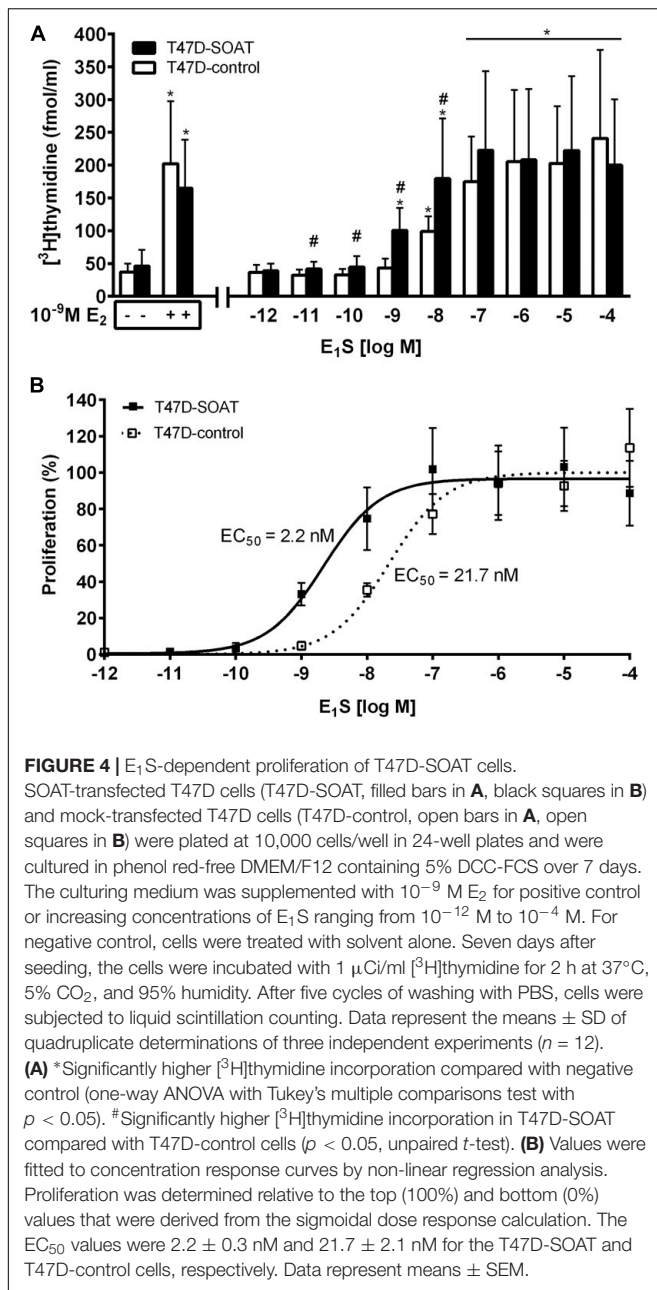 A
T47D-SOAT
T47D-control
*
400
350
300
250
200
150
100
50
0
[³H]thymidine (fmol/ml)
* * # # # * * # *
10⁻⁹M E₂
- - + +
-12 -11 -10 -9 -8 -7 -6 -5 -4
E₁S [log M]
B
T47D-SOAT
T47D-control
140
120
100
80
60
40
20
0
Proliferation (%)
EC₅₀ = 2.2 nM
EC₅₀ = 21.7 nM
-12 -11 -10 -9 -8 -7 -6 -5 -4
E₁S [log M]
FIGURE 4 | E₁S-dependent proliferation of T47D-SOAT cells.
SOAT-transfected T47D cells (T47D-SOAT, filled bars in A, black squares in B)
and mock-transfected T47D cells (T47D-control, open bars in A, open
squares in B) were plated at 10,000 cells/well in 24-well plates and were
cultured in phenol red-free DMEM/F12 containing 5% DCC-FCS over 7 days.
The culturing medium was supplemented with 10⁻⁹ M E₂ for positive control
or increasing concentrations of E₁S ranging from 10⁻¹² M to 10⁻⁴ M. For
negative control, cells were treated with solvent alone. Seven days after
seeding, the cells were incubated with 1 μCi/ml [³H]thymidine for 2 h at 37°C,
5% CO₂, and 95% humidity. After five cycles of washing with PBS, cells were
subjected to liquid scintillation counting. Data represent the means ± SD of
quadruplicate determinations of three independent experiments (n = 12).
(A) *Significantly higher [³H]thymidine incorporation compared with negative
control (one-way ANOVA with Tukey's multiple comparisons test with
p < 0.05). #Significantly higher [³H]thymidine incorporation in T47D-SOAT
compared with T47D-control cells (p < 0.05, unpaired t-test). (B) Values were
fitted to concentration response curves by non-linear regression analysis.
Proliferation was determined relative to the top (100%) and bottom (0%)
values that were derived from the sigmoidal dose response calculation. The
EC₅₀ values were 2.2 ± 0.3 nM and 21.7 ± 2.1 nM for the T47D-SOAT and
T47D-control cells, respectively. Data represent means ± SEM.